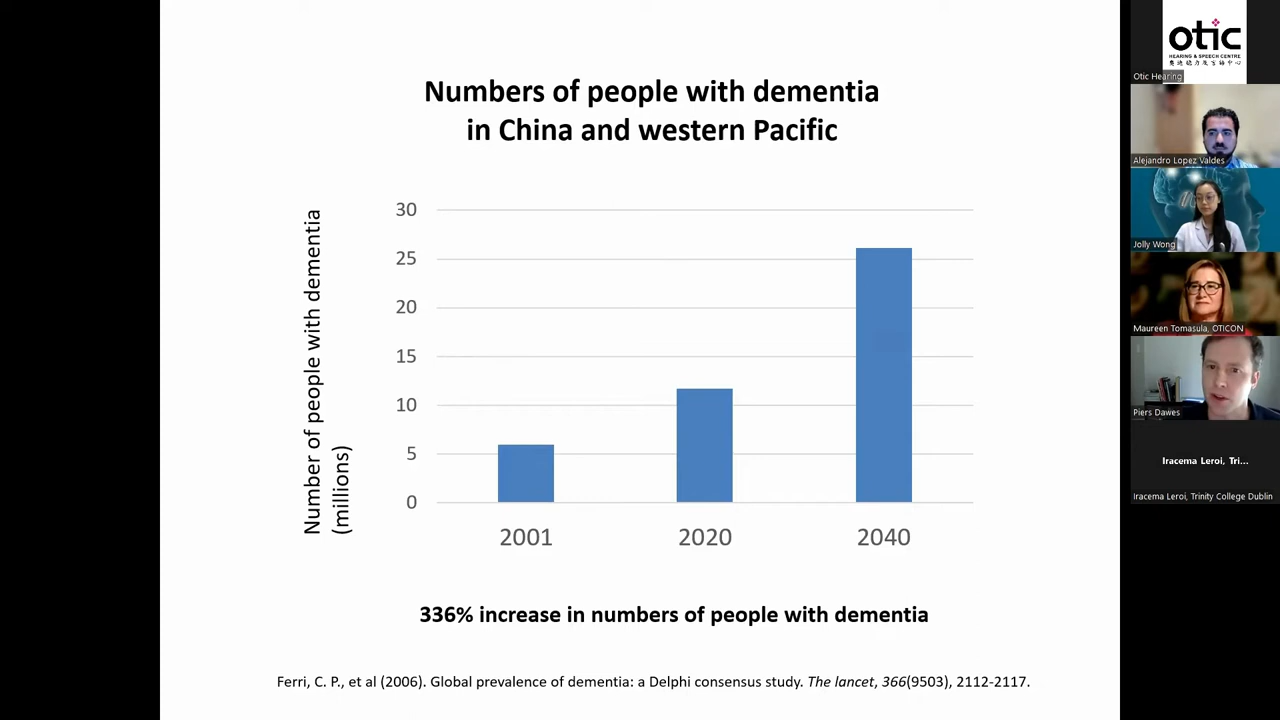 Numbers of people with dementia
in China and western Pacific
Number of people with dementia
(millions)
30
25
20
15
10
5
0
2001
2020
2040
336% increase in numbers of people with dementia
Ferri, C. P., et al (2006). Global prevalence of dementia: a Delphi consensus study. The lancet, 366(9503), 2112-2117.
otic
HEARING & SPEECH CENTRE
Otic Hearing
Alejandro Lopez Valdes
Jolly Wong
Maureen Tomasula, OTICON
Piers Dawes
Iracema Leroi, Tri...
Iracema Leroi, Trinity College Dublin